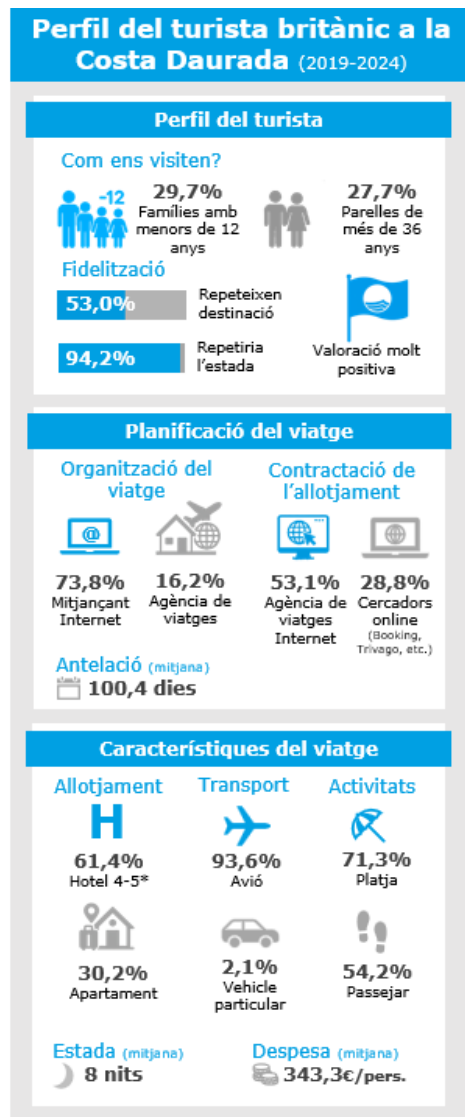 Perfil del turista britànic a la
Costa Daurada (2019-2024)
Perfil del turista
Com ens visiten?
-12
29,7%
Famílies amb
menors de 12
anys
27,7%
Parelles de
més de 36
anys
Fidelització
53,0%
Repeteixen
destinació
94,2%
Repetiria
l'estada
Valoració molt
positiva
Planificació del viatge
Organització del
viatge
@
73,8%
Mitjançant
Internet
16,2%
Agència de
viatges
Contractació de
l'allotjament
53,1%
Agència de
viatges
Internet
28,8%
Cercadors
online
(Booking,
Trivago, etc.)
Antelació (mitjana)
100,4 dies
Característiques del viatge
Allotjament
H
61,4%
Hotel 4-5*
30,2%
Apartament
Transport
93,6%
Avió
2,1%
Vehicle
particular
Activitats
71,3%
Platja
54,2%
Passejar
Estada (mitjana)
8 nits
Despesa (mitjana)
343,3€/pers.